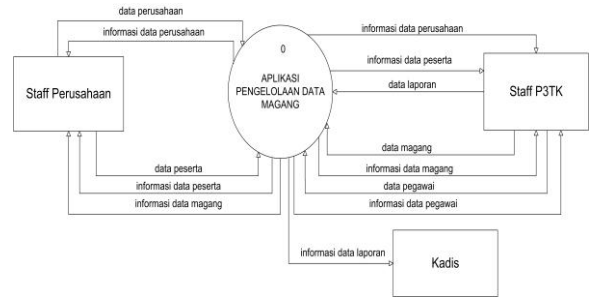 data perusahaan
informasi data perusahaan
informasi data perusahaan
0
APLIKASI
PENGELOLAAN DATA
MAGANG
informasi data peserta
data laporan
Staff Perusahaan
Staff P3TK
data magang
data peserta
informasi data magang
informasi data peserta
data pegawai
informasi data magang
informasi data pegawai
informasi data laporan
Kadis